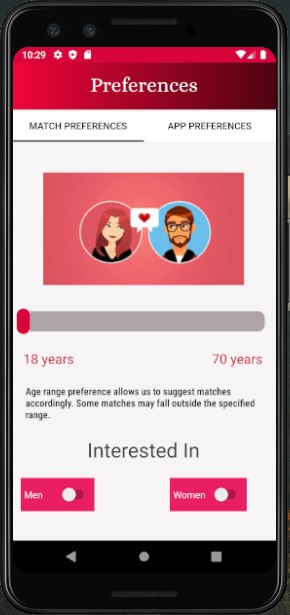 10:29
Preferences
MATCH PREFERENCES APP PREFERENCES
18 years 70 years
Age range preference allows us to suggest matches
accordingly. Some matches may fall outside the specified
range.
Interested In
Men Women